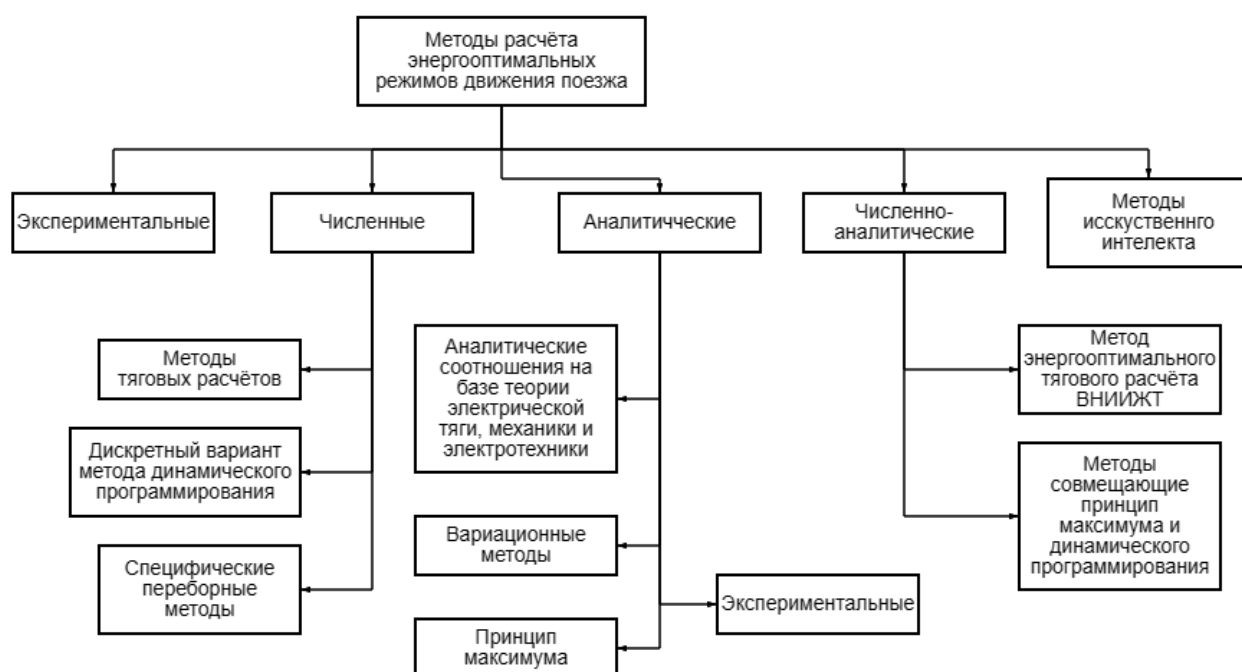 Методы расчёта
энергооптимальных
режимов движения поезжа
Экспериментальные
Численные
Аналитичческие
Численно-
аналитические
Методы
исскуственнго
интелекта
Методы
тяговых расчётов
Дискретный вариант
метода динамического
программирования
Специфические
переборные
методы
Аналитические
соотношения на
базе теории
электрической
тяги, механики и
электротехники
Вариационные
методы
Принцип
максимума
Экспериментальные
Метод
энергооптимального
тягового расчёта
ВНИИЖТ
Методы
совмещающие
принцип
максимума и
динамического
программирования